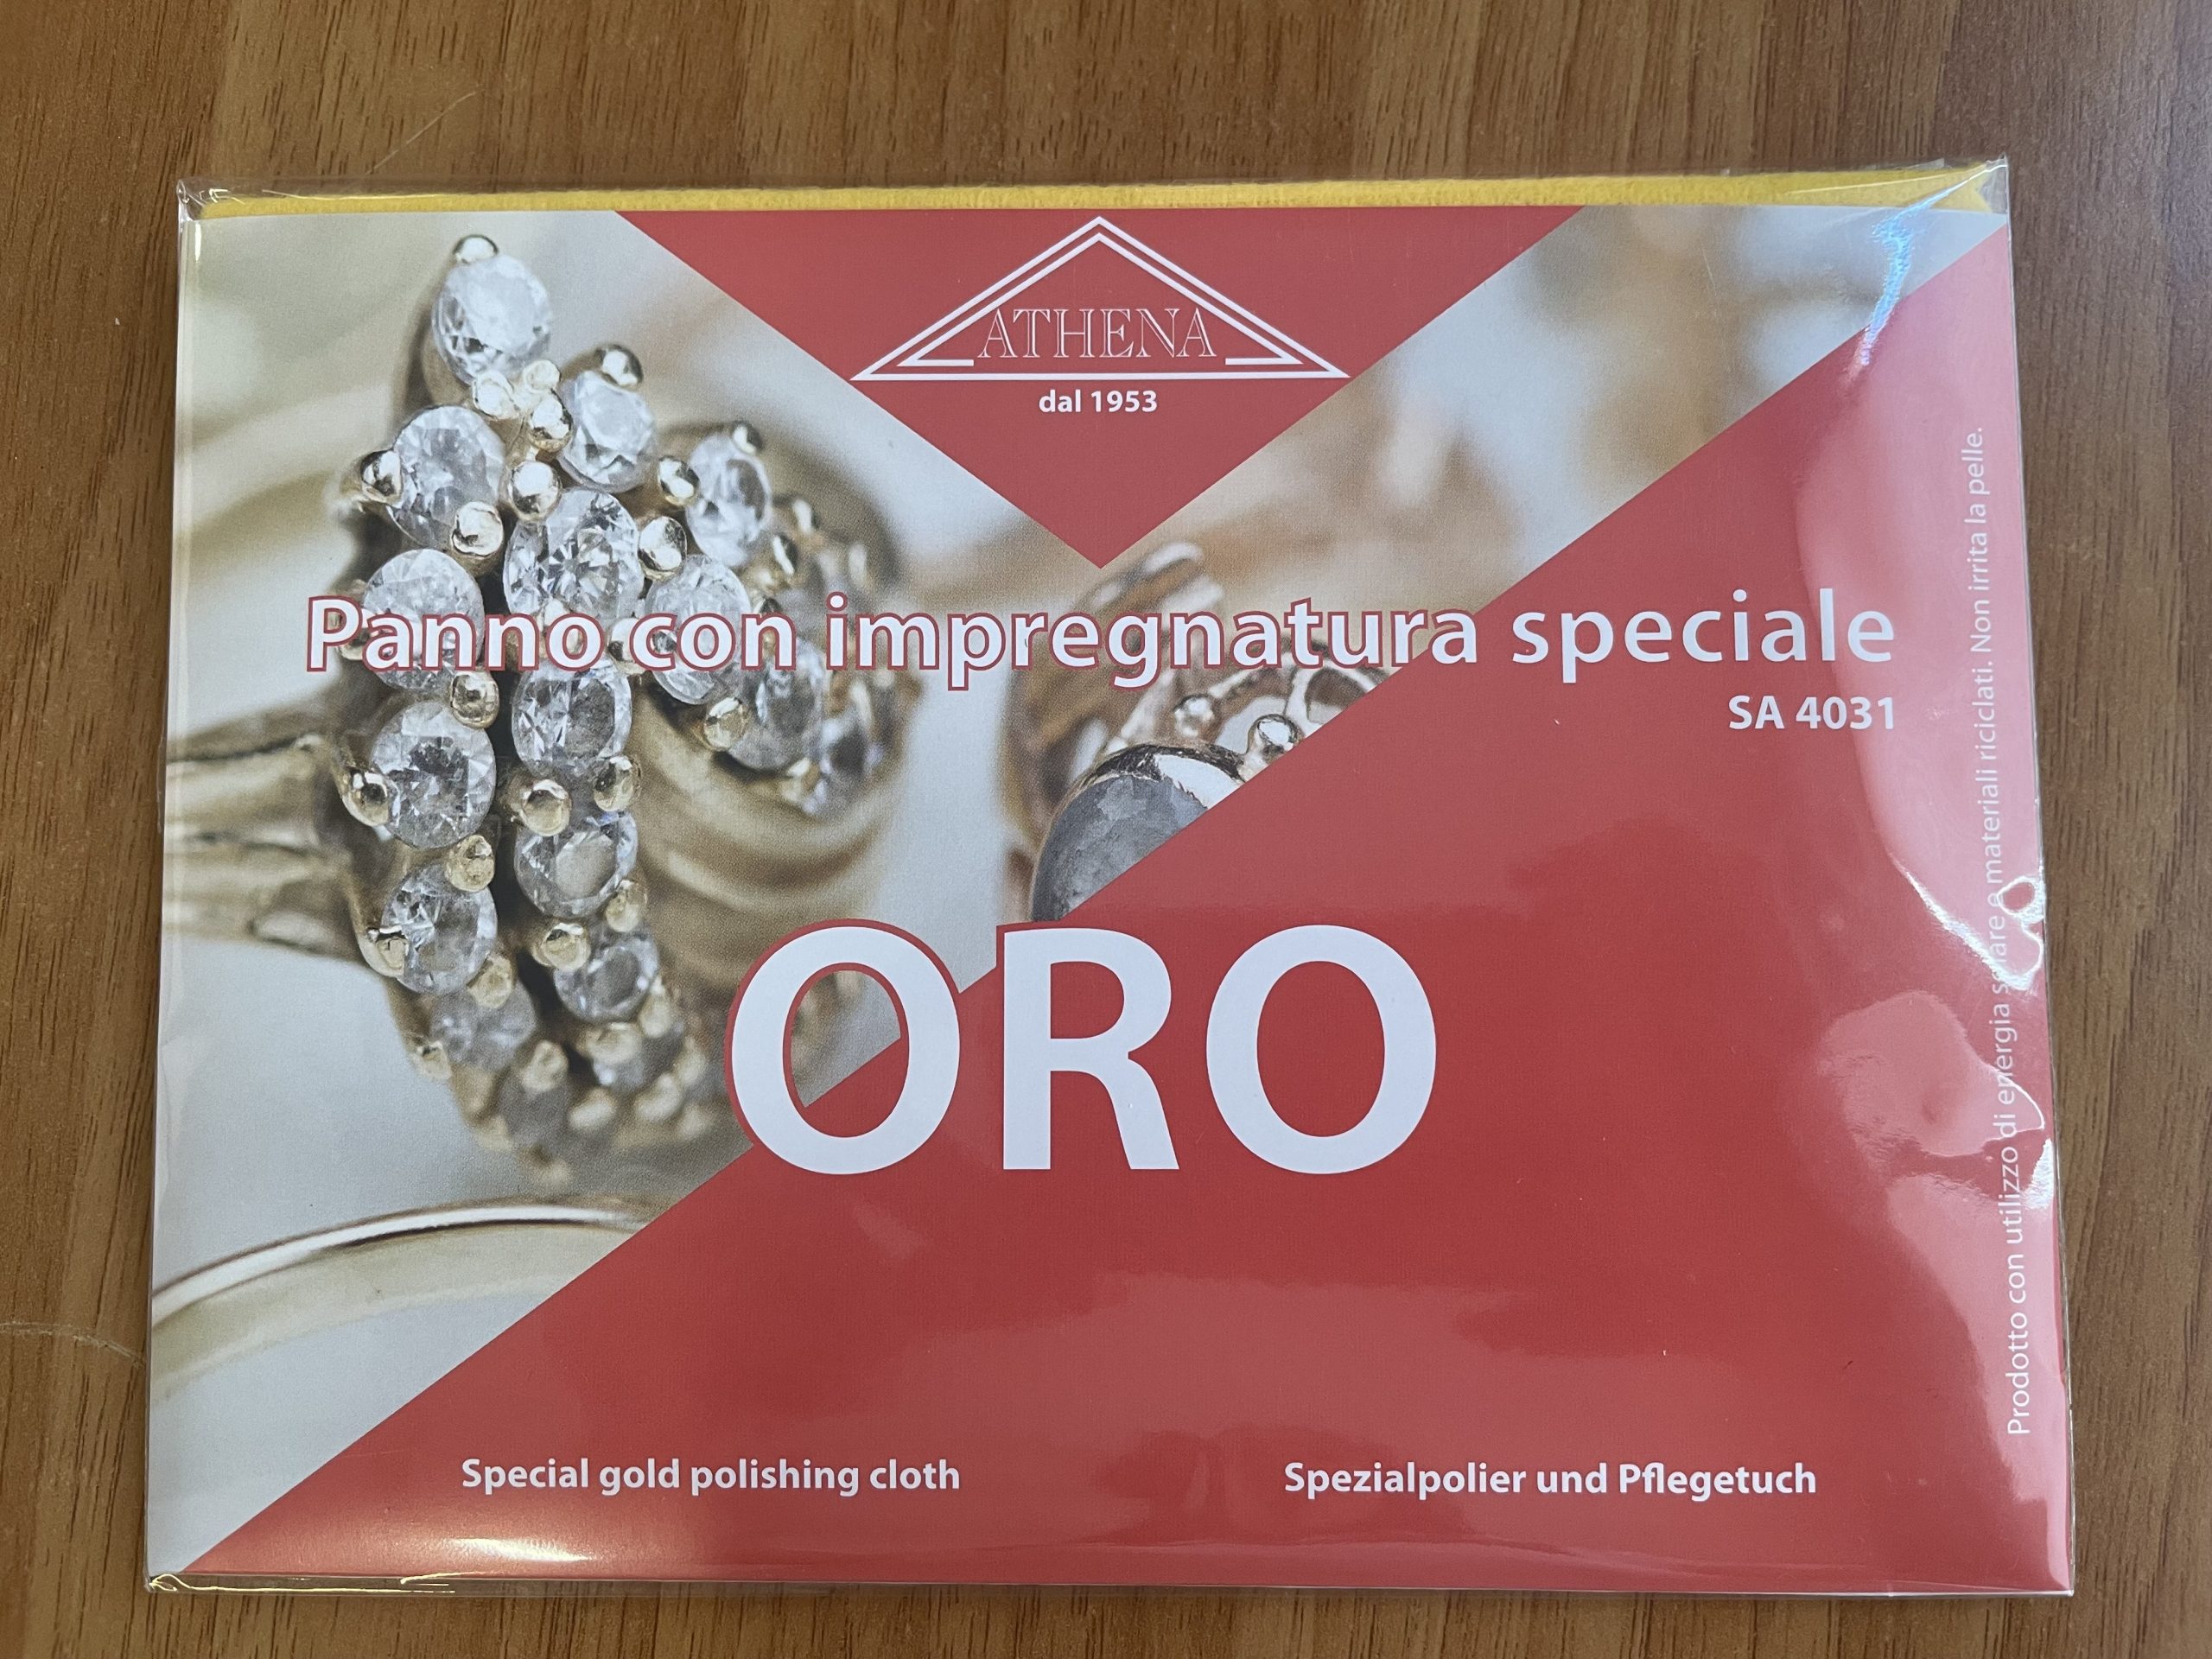 ATHENA
dal 1953
Panno con impregnatura speciale
SA 4031
ORO
Special gold polishing cloth
Spezialpolier und Pflegetuch
Prodotto con utilizzo di energia solare e materiali riciclati. Non irrita la pelle.